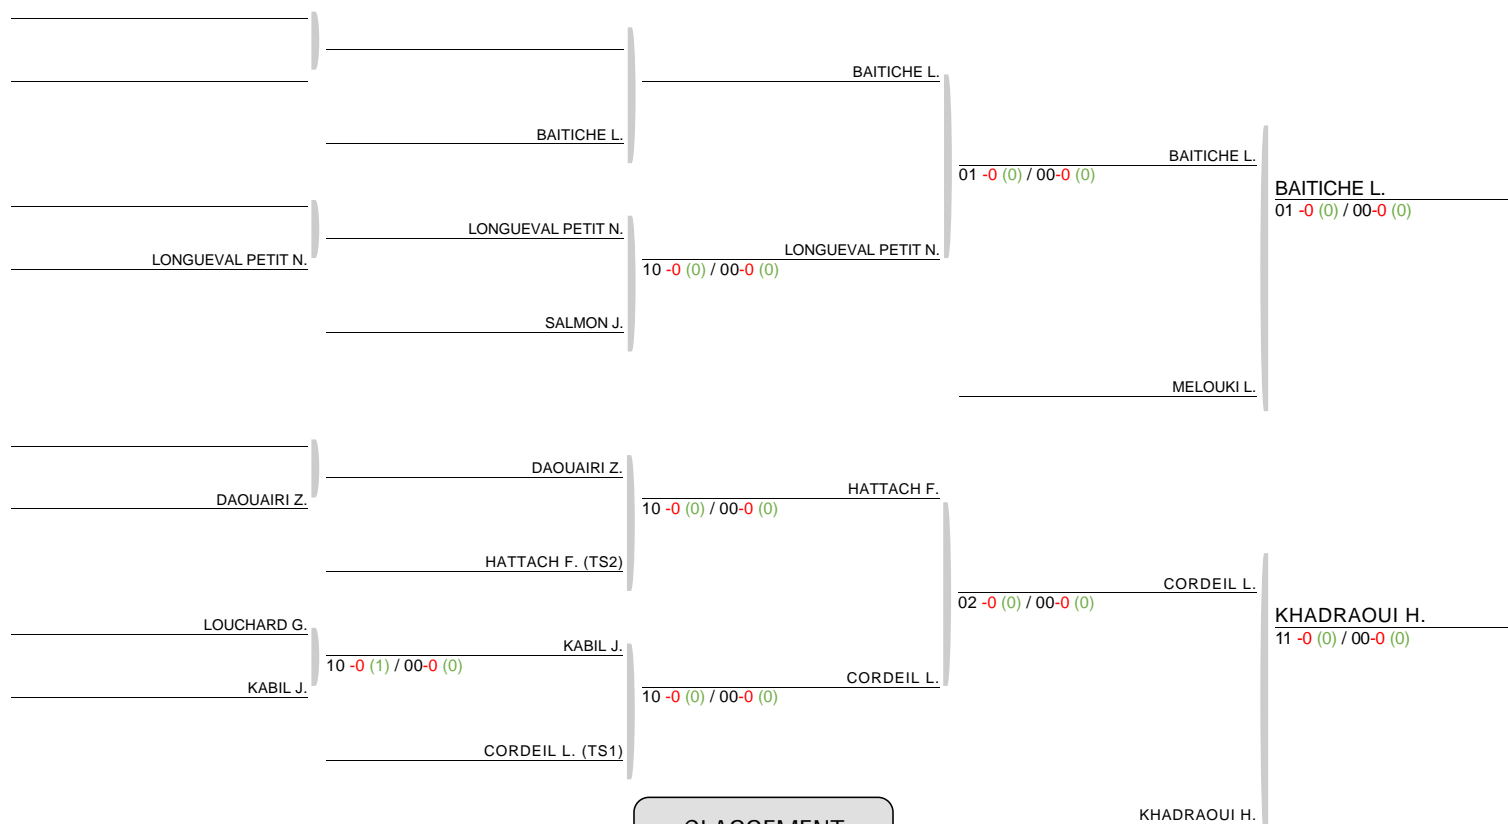 BAITICHE L.
BAITICHE L.
BAITICHE L.
01 -0 (0) / 00-0 (0)
BAITICHE L.
01 -0 (0) / 00-0 (0)
LONGUEVAL PETIT N.
LONGUEVAL PETIT N.
10 -0 (0) / 00-0 (0)
LONGUEVAL PETIT N.
SALMON J.
MELOUKI L.
DAOUAIRI Z.
DAOUAIRI Z.
HATTACH F.
10 -0 (0) / 00-0 (0)
HATTACH F. (TS2)
CORDEIL L.
02 -0 (0) / 00-0 (0)
KHADRAOUI H.
11 -0 (0) / 00-0 (0)
LOUCHARD G.
KABIL J.
10 -0 (1) / 00-0 (0)
KABIL J.
CORDEIL L.
10 -0 (0) / 00-0 (0)
CORDEIL L. (TS1)
KHADRAOUI H.
CLASSEMENT